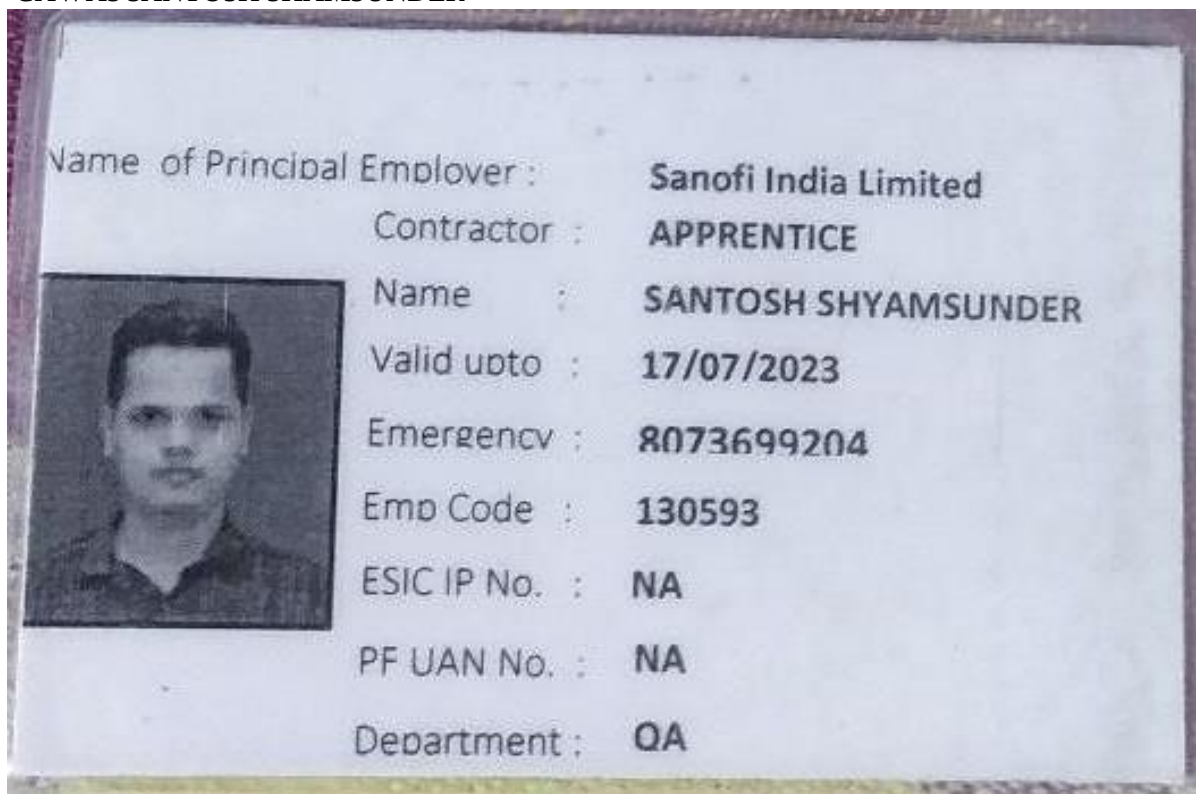 Name of Principal Employer : Sanofi India Limited
Contractor : APPRENTICE
Name : SANTOSH SHYAMSUNDER
Valid upto : 17/07/2023
Emergency : 8073699204
Emp Code : 130593
ESIC IP No. : NA
PF UAN No. : NA
Department : QA